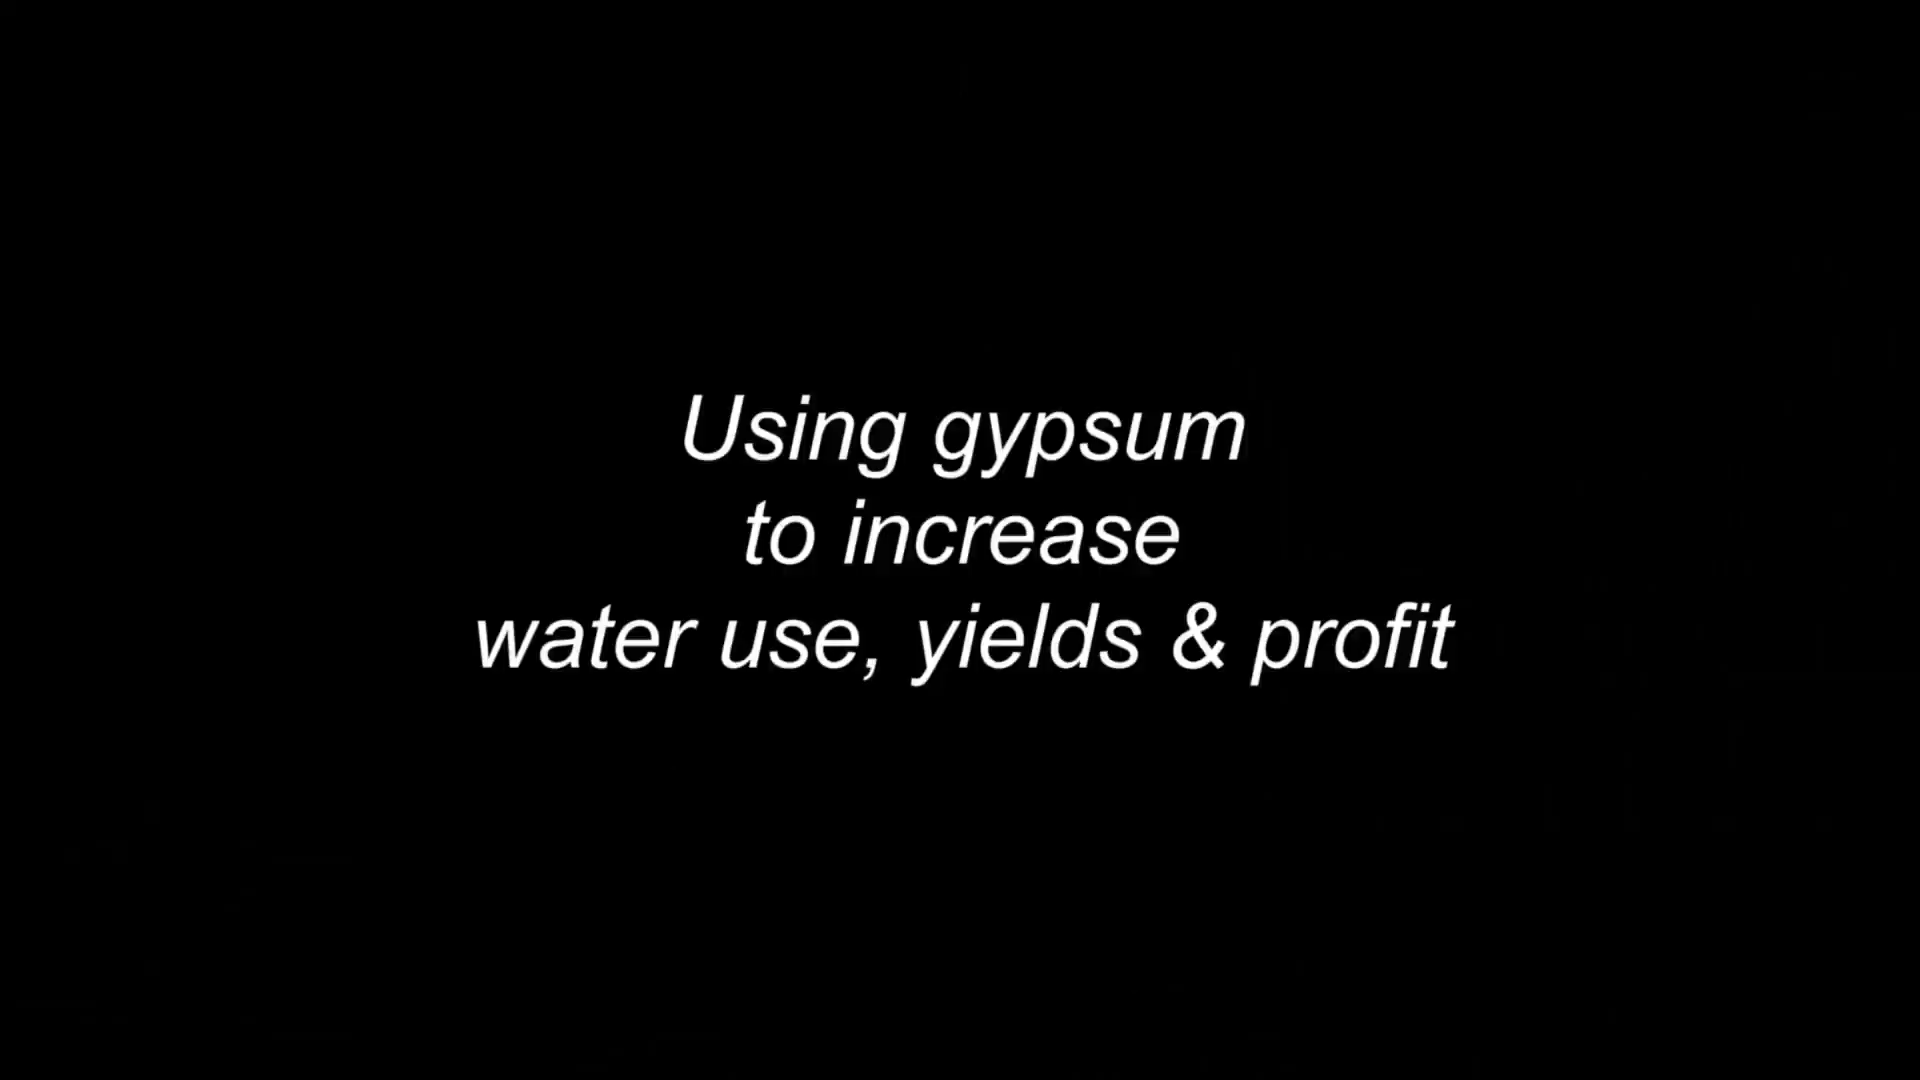 Using gypsum
to increase
water use, yields & profit